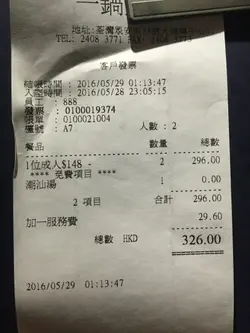 一鍋
地址:荃灣
TEL: 2408 3771
客戶發票
結帳時間 : 2016/05/29 01:13:47
入座時間 : 2016/05/28 23:05:15
員工 : 888
發票 : 0100019374
帳單 : 0100021004
檯號 : A7 人數 : 2
餐品 數量 總數
1位成人$148 - 2 296.00
**** 免費項目 ****
潮汕湯 1 0.00
2 項目 合計 296.00
加一服務費 29.60
總數 HKD 326.00
2016/05/29 01:13:47